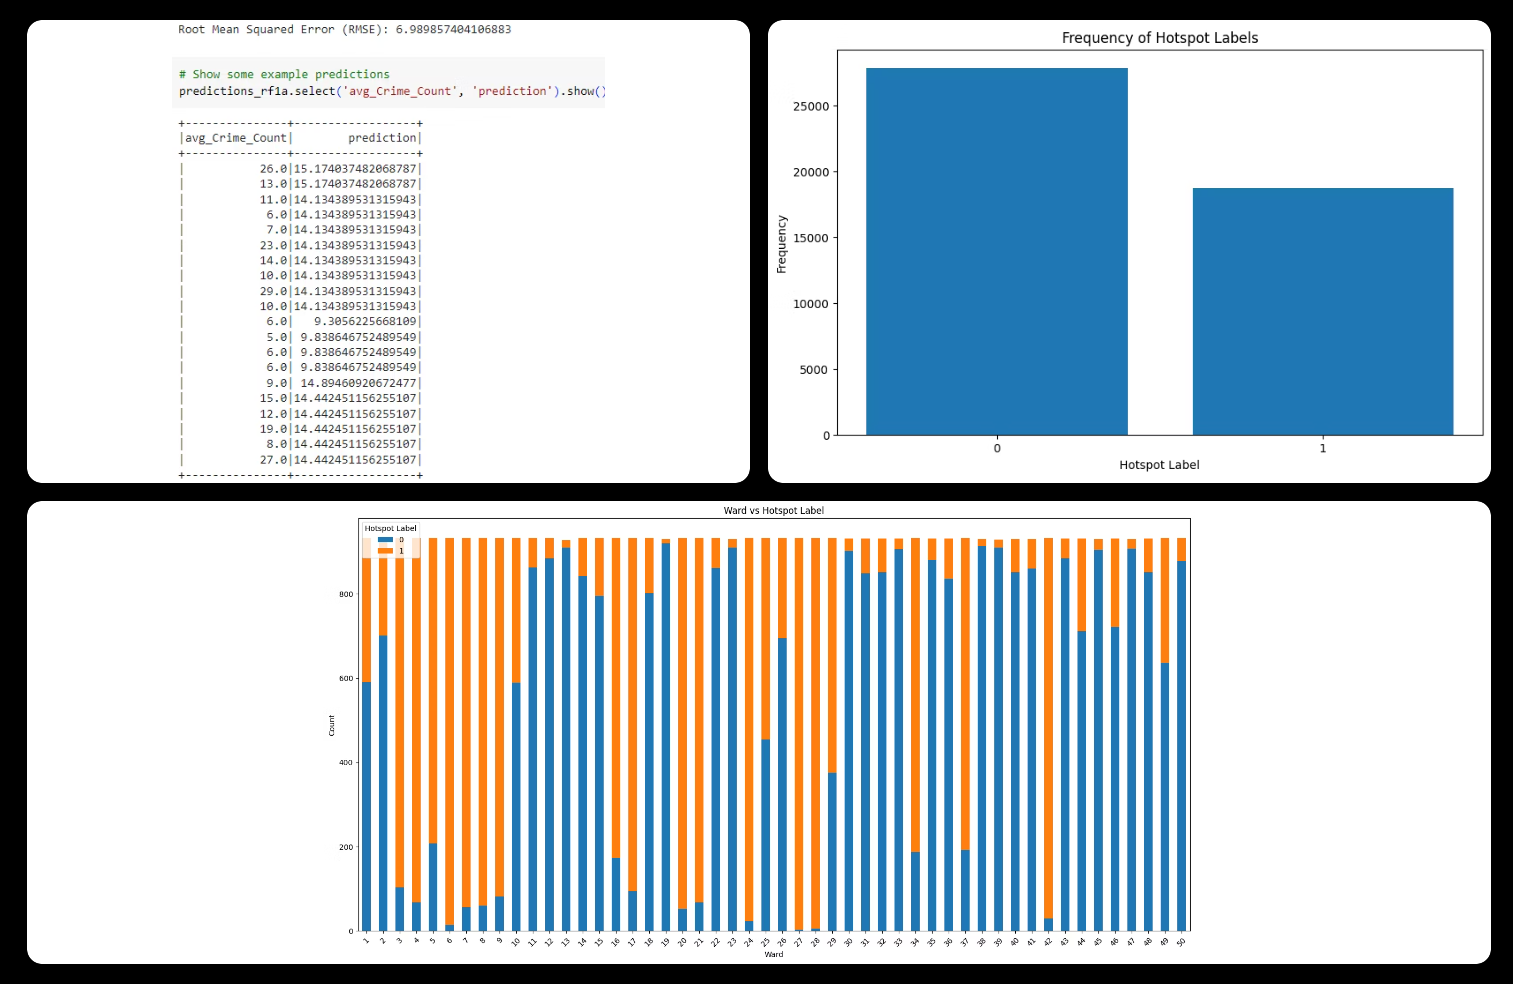 Root Mean Squared Error (RMSE): 6.989857404106883
# Show some example predictions
predictions_rf1a.select('avg_Crime_Count', 'prediction').show()
+---------------+------------------+
|avg_Crime_Count|        prediction|
+---------------+------------------+
|           26.0|15.174037482068787|
|           13.0|15.174037482068787|
|           11.0|14.134389531315943|
|            6.0|14.134389531315943|
|            7.0|14.134389531315943|
|           23.0|14.134389531315943|
|           14.0|14.134389531315943|
|           10.0|14.134389531315943|
|           29.0|14.134389531315943|
|           10.0|14.134389531315943|
|            6.0|   9.3056225668109|
|            5.0| 9.838646752489549|
|            6.0| 9.838646752489549|
|            6.0| 9.838646752489549|
|            9.0| 14.89460920672477|
|           15.0|14.442451156255107|
|           12.0|14.442451156255107|
|           19.0|14.442451156255107|
|            8.0|14.442451156255107|
|           27.0|14.442451156255107|
+---------------+------------------+
Frequency of Hotspot Labels
Frequency
25000
20000
15000
10000
5000
0
0 1
Hotspot Label
Ward vs Hotspot Label
Hotspot Label
0
1
Count
800
600
400
200
0
1 2 3 4 5 6 7 8 9 10 11 12 13 14 15 16 17 18 19 20 21 22 23 24 25 26 27 28 29 30 31 32 33 34 35 36 37 38 39 40 41 42 43 44 45 46 47 48 49 50
Ward